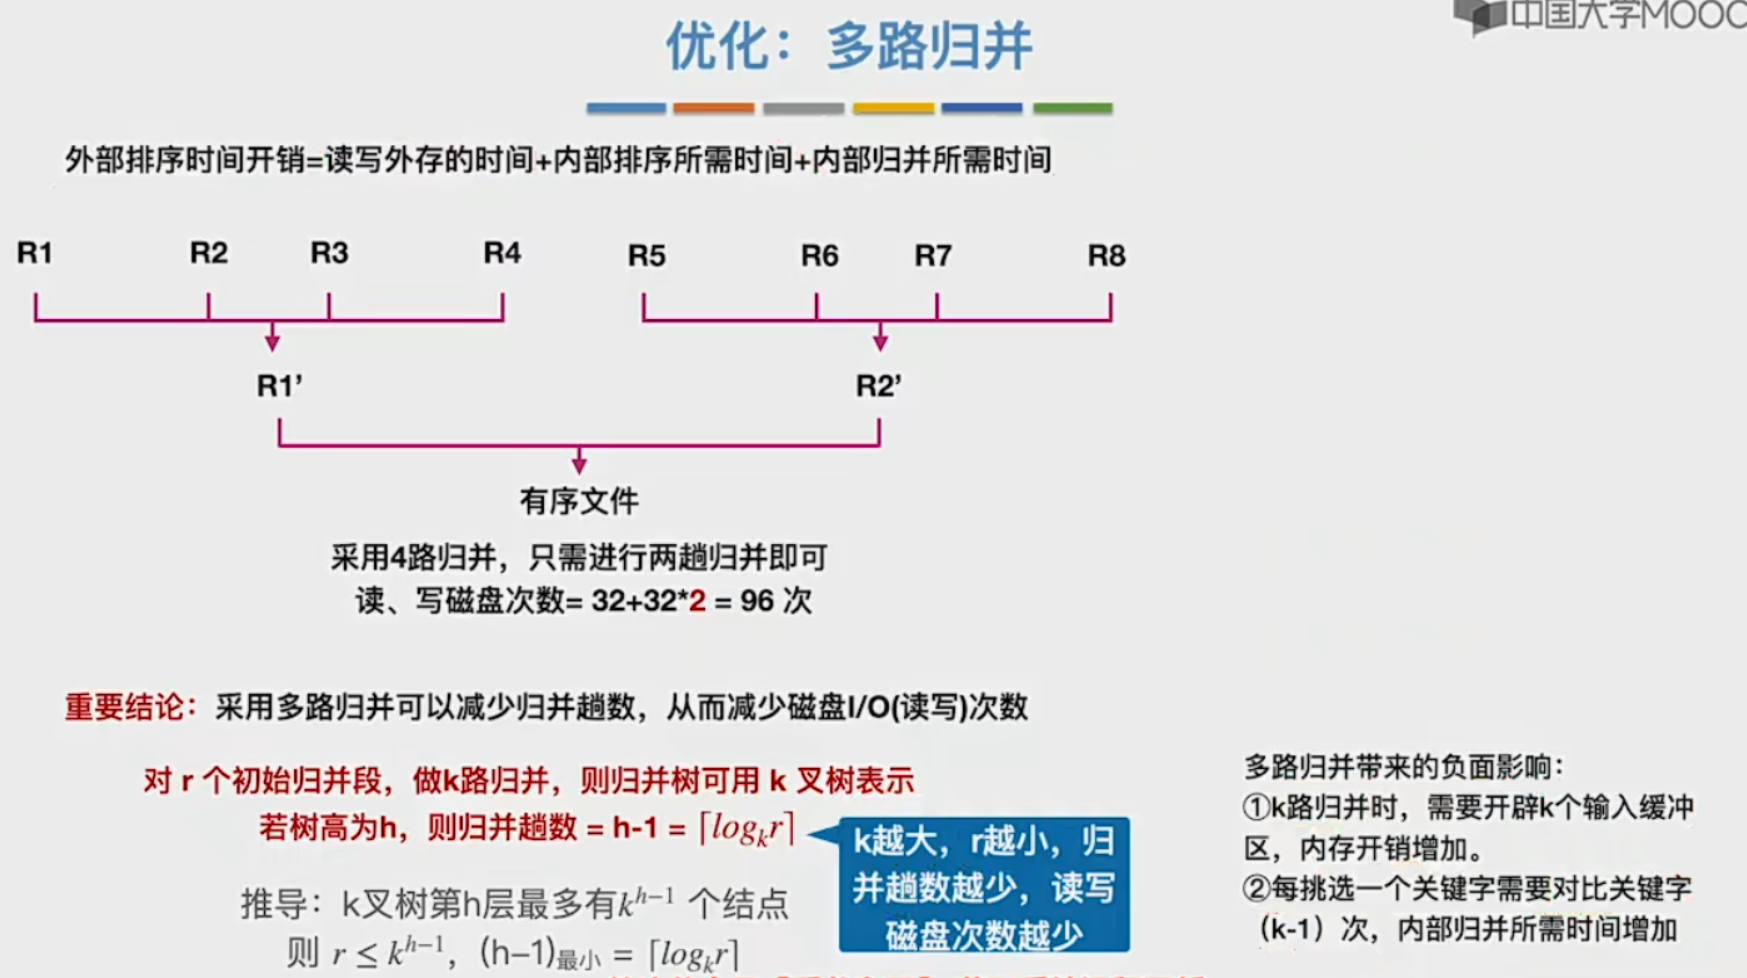 中国大学MOOC
优化：多路归并
外部排序时间开销=读写外存的时间+内部排序所需时间+内部归并所需时间
R1 R2 R3 R4 R5 R6 R7 R8
R1’ R2’
有序文件
采用4路归并，只需进行两趟归并即可
读、写磁盘次数= 32+32*2 = 96 次
重要结论：采用多路归并可以减少归并趟数，从而减少磁盘I/O(读写)次数
对 r 个初始归并段，做k路归并，则归并树可用 k 叉树表示
若树高为h，则归并趟数 = h-1 = ⌈logₖr⌉
k越大，r越小，归
并趟数越少，读写
磁盘次数越少
推导：k叉树第h层最多有kʰ⁻¹ 个结点
则 r ≤ kʰ⁻¹，(h−1)最小 = ⌈logₖr⌉
多路归并带来的负面影响：
①k路归并时，需要开辟k个输入缓冲
区，内存开销增加。
②每挑选一个关键字需要对比关键字
（k-1）次，内部归并所需时间增加